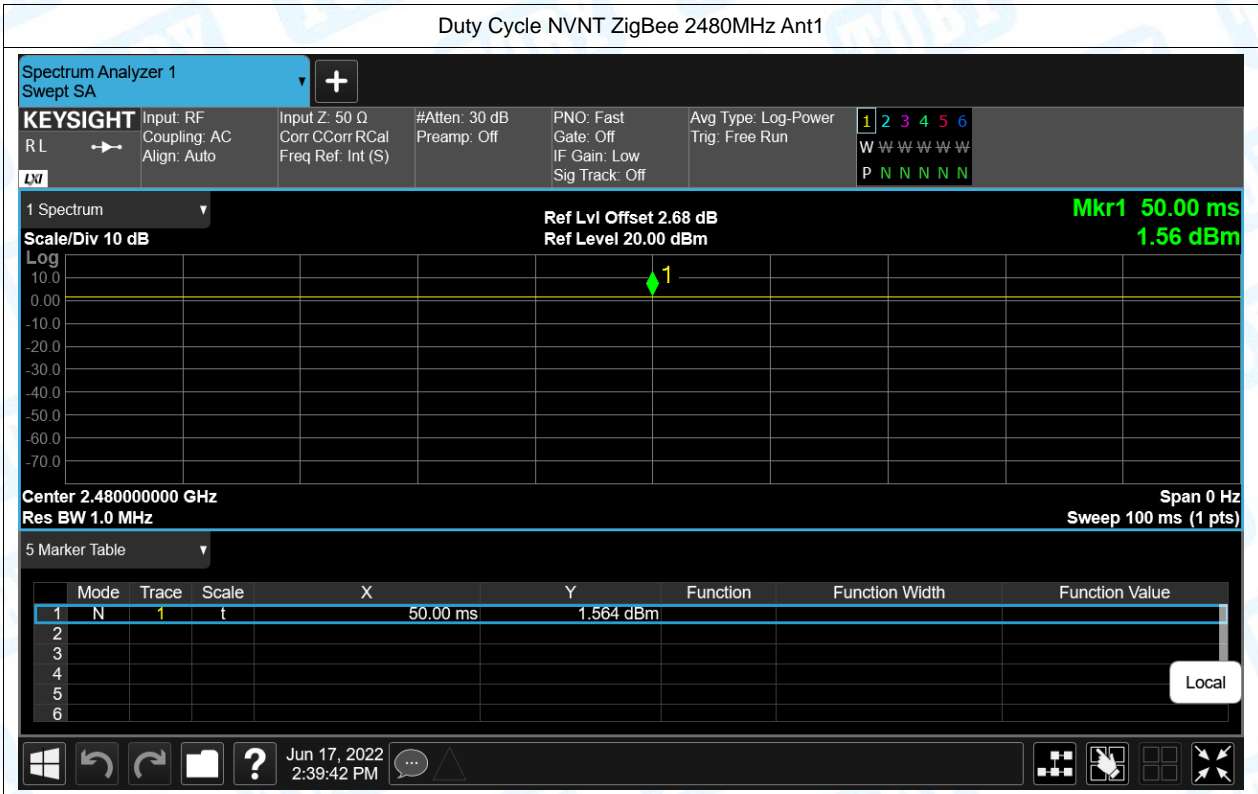 Duty Cycle NVNT ZigBee 2480MHz Ant1
Spectrum Analyzer 1
Swept SA
KEYSIGHT
R L
LXI
Input: RF
Coupling: AC
Align: Auto
Input Z: 50 Ω
Corr CCorr RCal
Freq Ref: Int (S)
#Atten: 30 dB
Preamp: Off
PNO: Fast
Gate: Off
IF Gain: Low
Sig Track: Off
Avg Type: Log-Power
Trig: Free Run
1 2 3 4 5 6
W W W W W W
P N N N N N
1 Spectrum
Scale/Div 10 dB
Ref Lvl Offset 2.68 dB
Ref Level 20.00 dBm
Mkr1 50.00 ms
1.56 dBm
Log
10.0
0.00
-10.0
-20.0
-30.0
-40.0
-50.0
-60.0
-70.0
1
Center 2.480000000 GHz
Res BW 1.0 MHz
Span 0 Hz
Sweep 100 ms (1 pts)
5 Marker Table
Mode Trace Scale X Y Function Function Width Function Value
1 N 1 t 50.00 ms 1.564 dBm
2
3
4
5
6
Local
?
Jun 17, 2022
2:39:42 PM